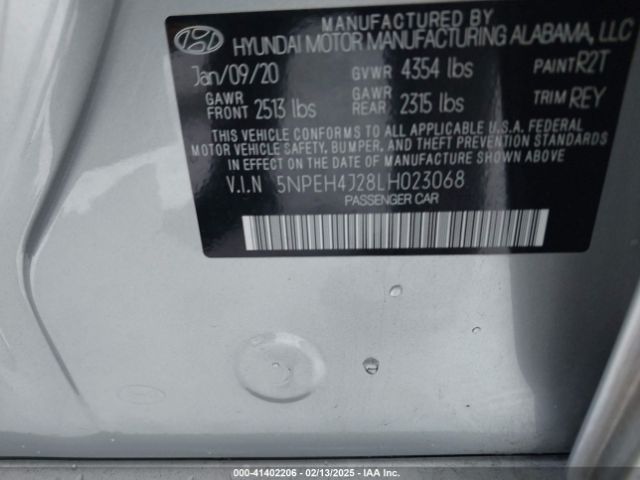 MANUFACTURED BY
HYUNDAI MOTOR MANUFACTURING ALABAMA, LLC
Jan/09/20 GVWR 4354 lbs PAINT R2T
GAWR FRONT 2513 lbs GAWR REAR 2315 lbs TRIM REY
THIS VEHICLE CONFORMS TO ALL APPLICABLE U.S.A. FEDERAL
MOTOR VEHICLE SAFETY, BUMPER, AND THEFT PREVENTION STANDARDS
IN EFFECT ON THE DATE OF MANUFACTURE SHOWN ABOVE.
V.I.N 5NPEH4J28LH023068
PASSENGER CAR
000-41402206 - 02/13/2025 - IAA Inc.